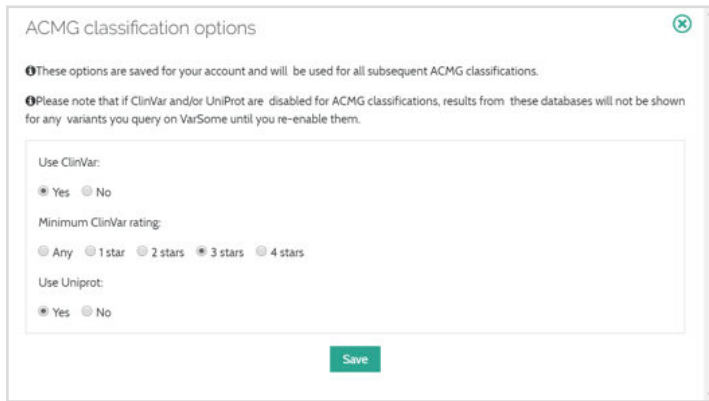 ACMG classification options
These options are saved for your account and will be used for all subsequent ACMG classifications.
Please note that if ClinVar and/or UniProt are disabled for ACMG classifications, results from these databases will not be shown
for any variants you query on VarSome until you re-enable them.
Use ClinVar:
Yes No
Minimum ClinVar rating:
Any 1 star 2 stars 3 stars 4 stars
Use Uniprot:
Yes No
Save